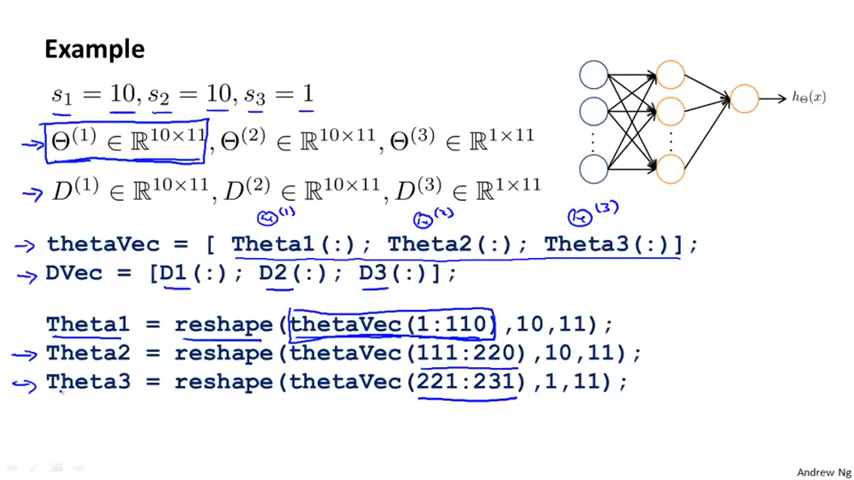 Example
s₁ = 10, s₂ = 10, s₃ = 1
hΘ(x)
Θ⁽¹⁾ ∈ ℝ¹⁰ˣ¹¹, Θ⁽²⁾ ∈ ℝ¹⁰ˣ¹¹, Θ⁽³⁾ ∈ ℝ¹ˣ¹¹
D⁽¹⁾ ∈ ℝ¹⁰ˣ¹¹, D⁽²⁾ ∈ ℝ¹⁰ˣ¹¹, D⁽³⁾ ∈ ℝ¹ˣ¹¹
Θ⁽¹⁾ Θ⁽²⁾ Θ⁽³⁾
thetaVec = [ Theta1(:); Theta2(:); Theta3(:)];
DVec = [D1(:); D2(:); D3(:)];
Theta1 = reshape(thetaVec(1:110),10,11);
Theta2 = reshape(thetaVec(111:220),10,11);
Theta3 = reshape(thetaVec(221:231),1,11);
Andrew Ng